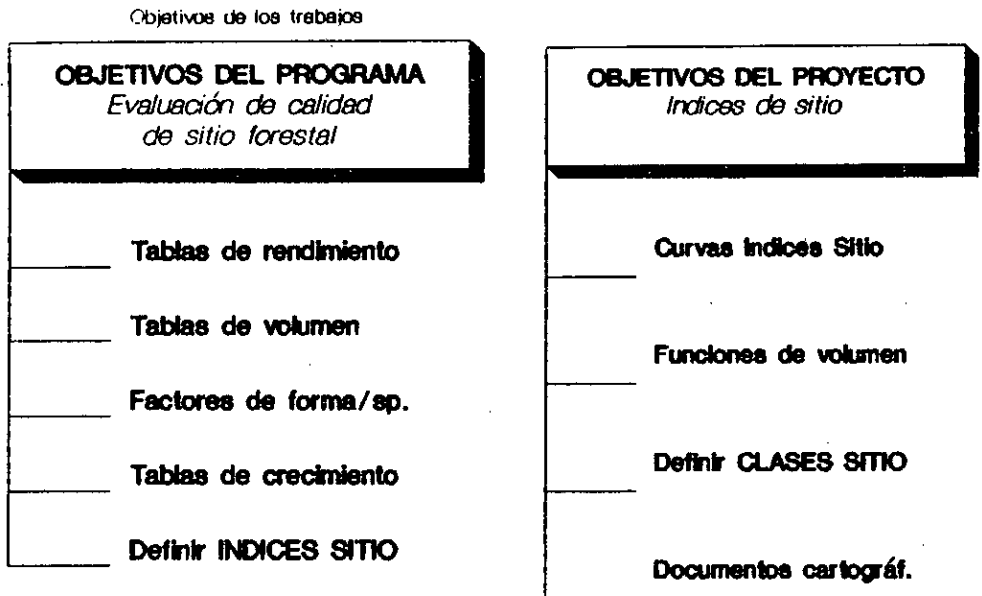 Objetivos de los trabajos
OBJETIVOS DEL PROGRAMA
Evaluación de calidad
de sitio forestal
Tablas de rendimiento
Tablas de volumen
Factores de forma/sp.
Tablas de crecimiento
Definir INDICES SITIO
OBJETIVOS DEL PROYECTO
Indices de sitio
Curvas Indices Sitio
Funciones de volumen
Definir CLASES SITIO
Documentos cartográf.